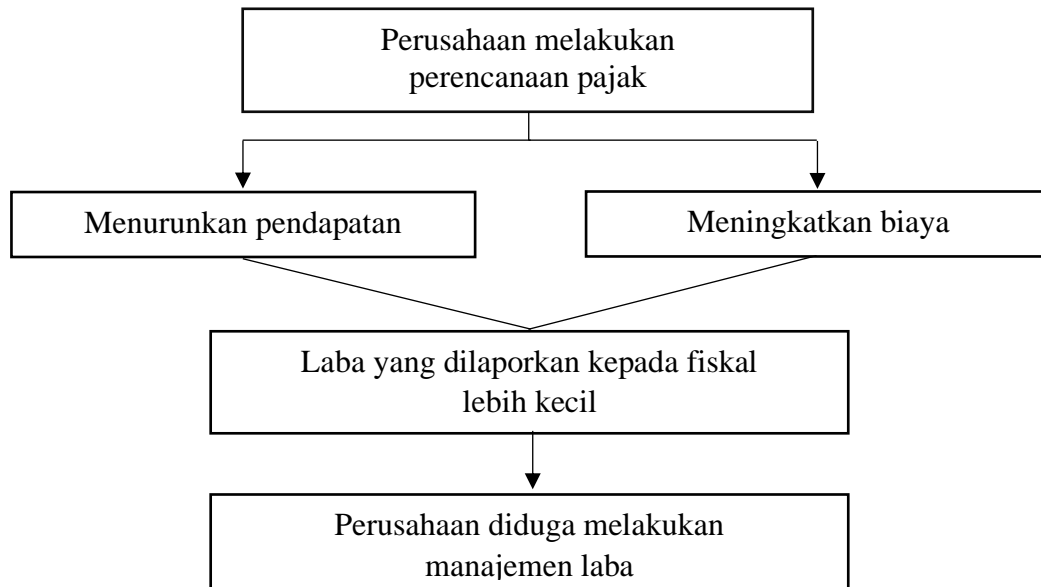 Perusahaan melakukan
perencanaan pajak
Menurunkan pendapatan
Meningkatkan biaya
Laba yang dilaporkan kepada fiskal
lebih kecil
Perusahaan diduga melakukan
manajemen laba